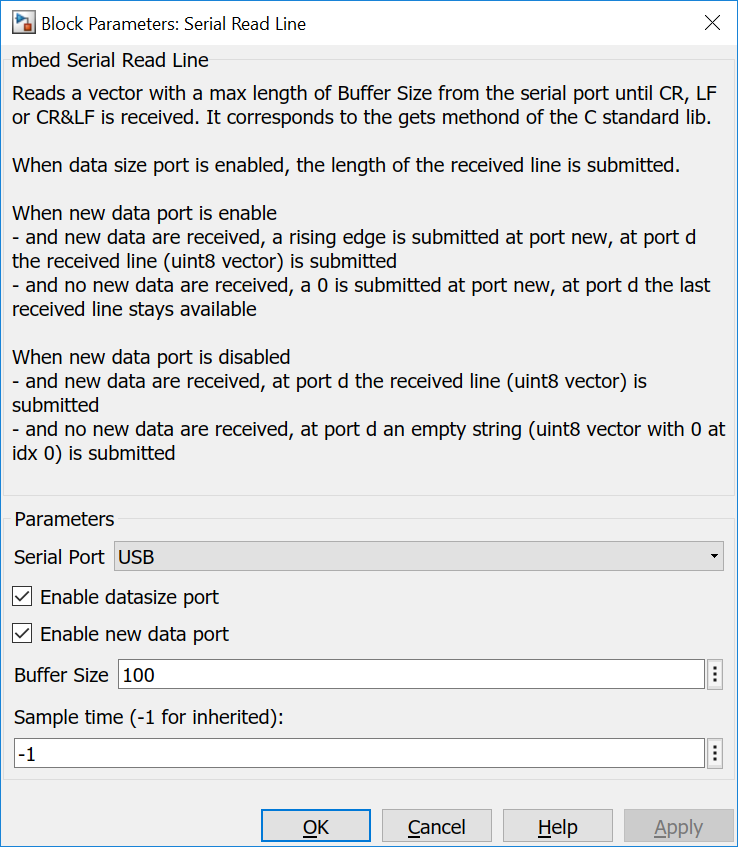 Block Parameters: Serial Read Line
mbed Serial Read Line
Reads a vector with a max length of Buffer Size from the serial port until CR, LF
or CR&LF is received. It corresponds to the gets methond of the C standard lib.
When data size port is enabled, the length of the received line is submitted.
When new data port is enable
- and new data are received, a rising edge is submitted at port new, at port d
the received line (uint8 vector) is submitted
- and no new data are received, a 0 is submitted at port new, at port d the last
received line stays available
When new data port is disabled
- and new data are received, at port d the received line (uint8 vector) is
submitted
- and no new data are received, at port d an empty string (uint8 vector with 0 at
idx 0) is submitted
Parameters
Serial Port USB
Enable datasize port
Enable new data port
Buffer Size 100
Sample time (-1 for inherited):
-1
OK Cancel Help Apply